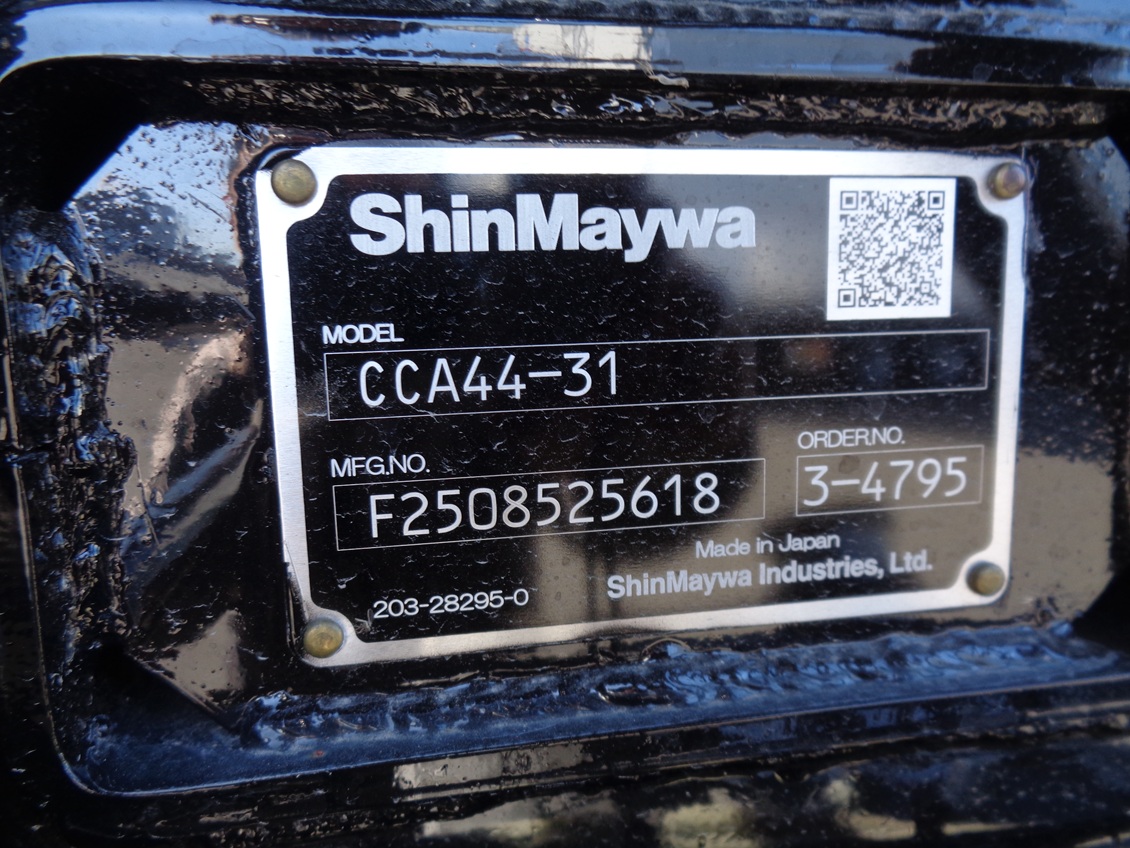 ShinMaywa
MODEL
CCA44-31
MFG.NO.
F2508525618
ORDER.NO.
3-4795
Made in Japan
ShinMaywa Industries, Ltd.
203-28295-0